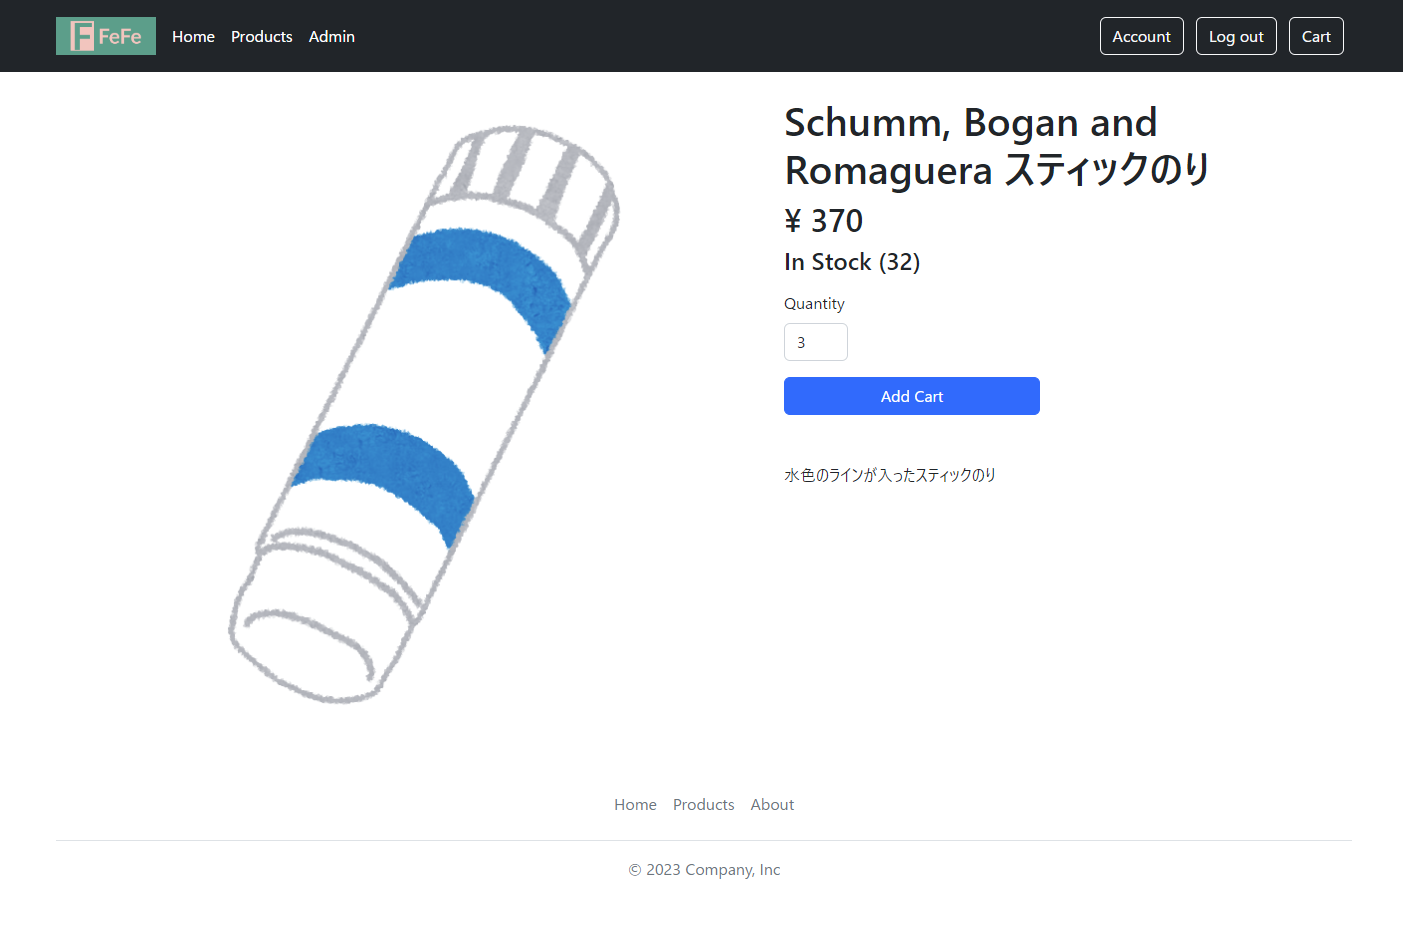 FeFe Home Products Admin Account Log out Cart
Schumm, Bogan and
Romaguera スティックのり
¥ 370
In Stock (32)
Quantity
3
Add Cart
水色のラインが入ったスティックのり
Home Products About
© 2023 Company, Inc